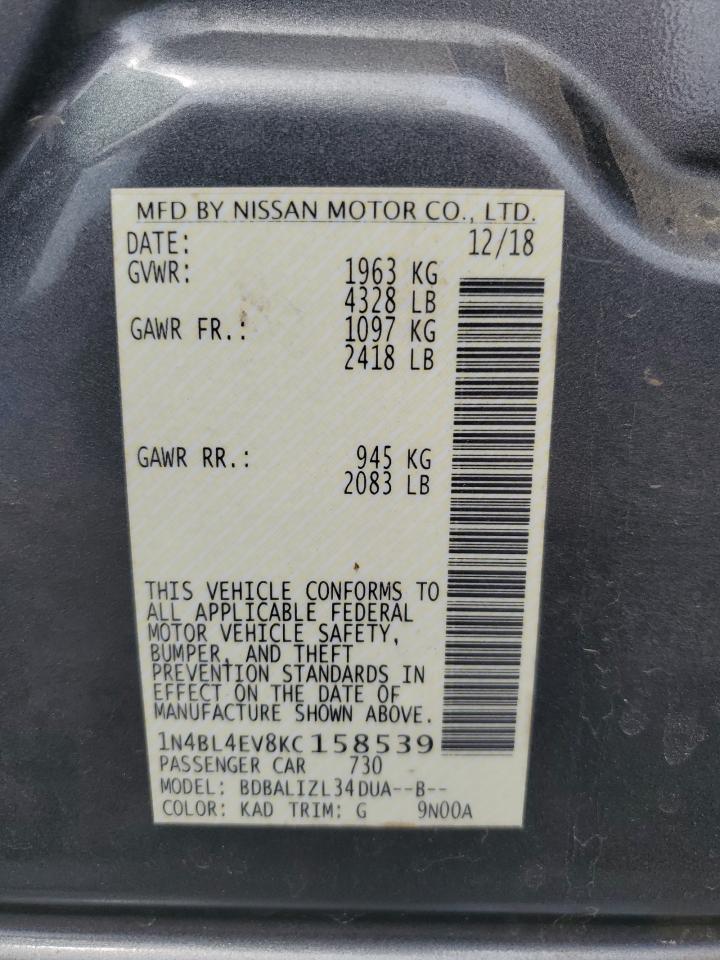 MFD BY NISSAN MOTOR CO., LTD.
DATE: 12/18
GVWR: 1963 KG
4328 LB
GAWR FR.: 1097 KG
2418 LB
GAWR RR.: 945 KG
2083 LB
THIS VEHICLE CONFORMS TO
ALL APPLICABLE FEDERAL
MOTOR VEHICLE SAFETY,
BUMPER, AND THEFT
PREVENTION STANDARDS IN
EFFECT ON THE DATE OF
MANUFACTURE SHOWN ABOVE.
1N4BL4EV8KC158539
PASSENGER CAR 730
MODEL: BDBALIZL34DUA--B--
COLOR: KAD TRIM: G 9N00A